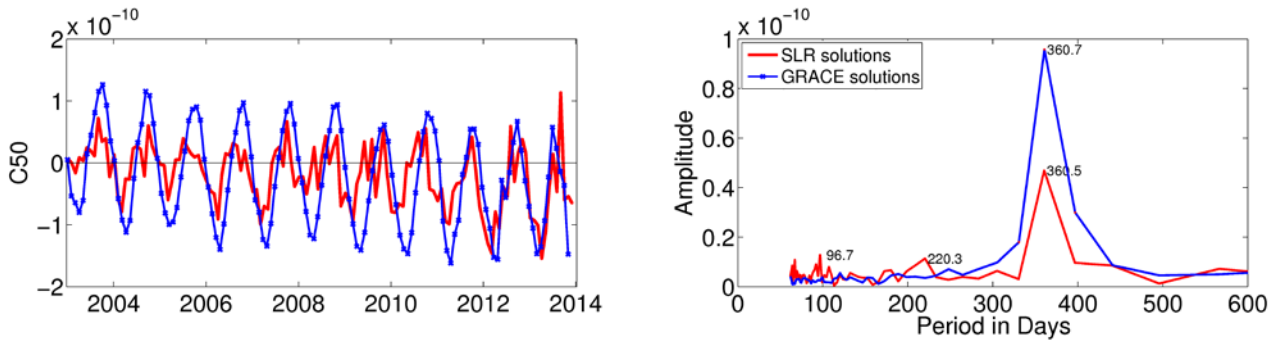 2 x 10⁻¹⁰
1
0
−1
−2
2004 2006 2008 2010 2012 2014
C50
1 x 10⁻¹⁰
0.8
0.6
0.4
0.2
0
0 100 200 300 400 500 600
Amplitude
Period in Days
SLR solutions
GRACE solutions
360.7
360.5
96.7
220.3